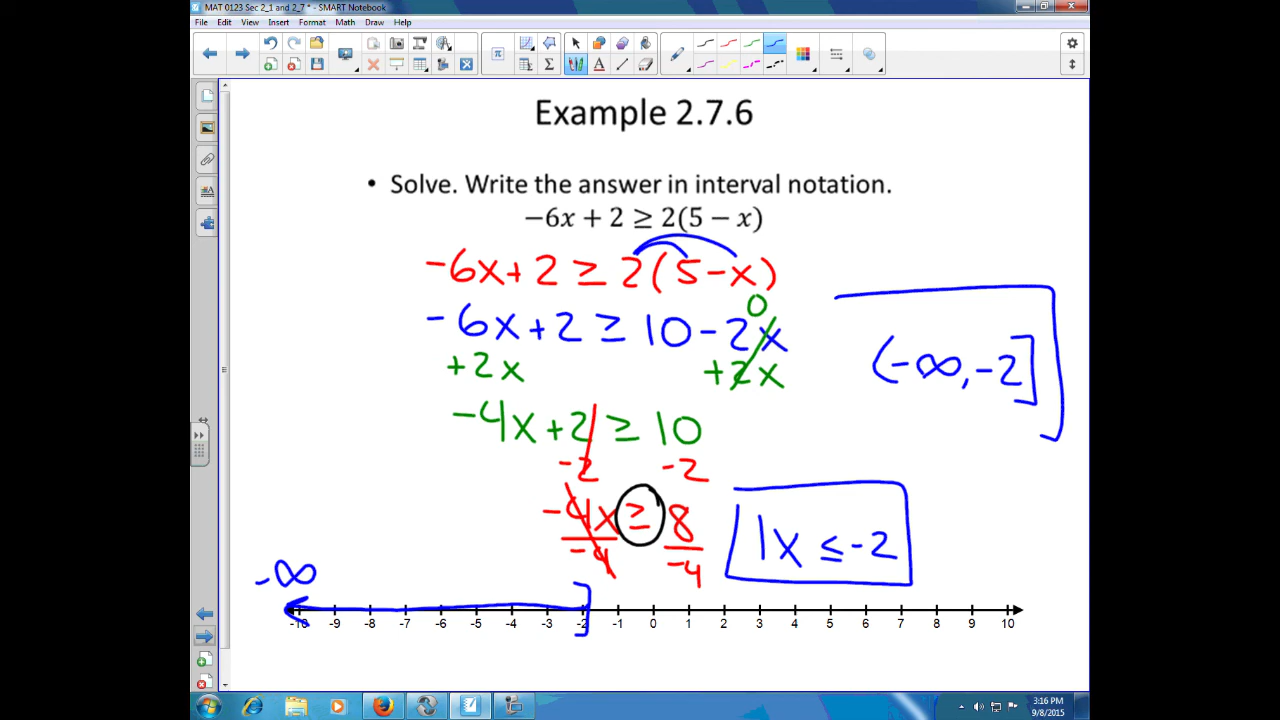 MAT 0123 Sec 2_1 and 2_7 * - SMART Notebook
File Edit View Insert Format Math Draw Help
Example 2.7.6
• Solve. Write the answer in interval notation.
−6x + 2 ≥ 2(5 − x)
-6x+2 ≥ 2(5-x)
0
-6x+2 ≥ 10-2x
+2x +2x
(-∞,-2]
-4x+2 ≥ 10
-2 -2
-4x ≥ 8
-4 -4
1x ≤ -2
-∞
-10 -9 -8 -7 -6 -5 -4 -3 -2 -1 0 1 2 3 4 5 6 7 8 9 10
3:16 PM
9/8/2015